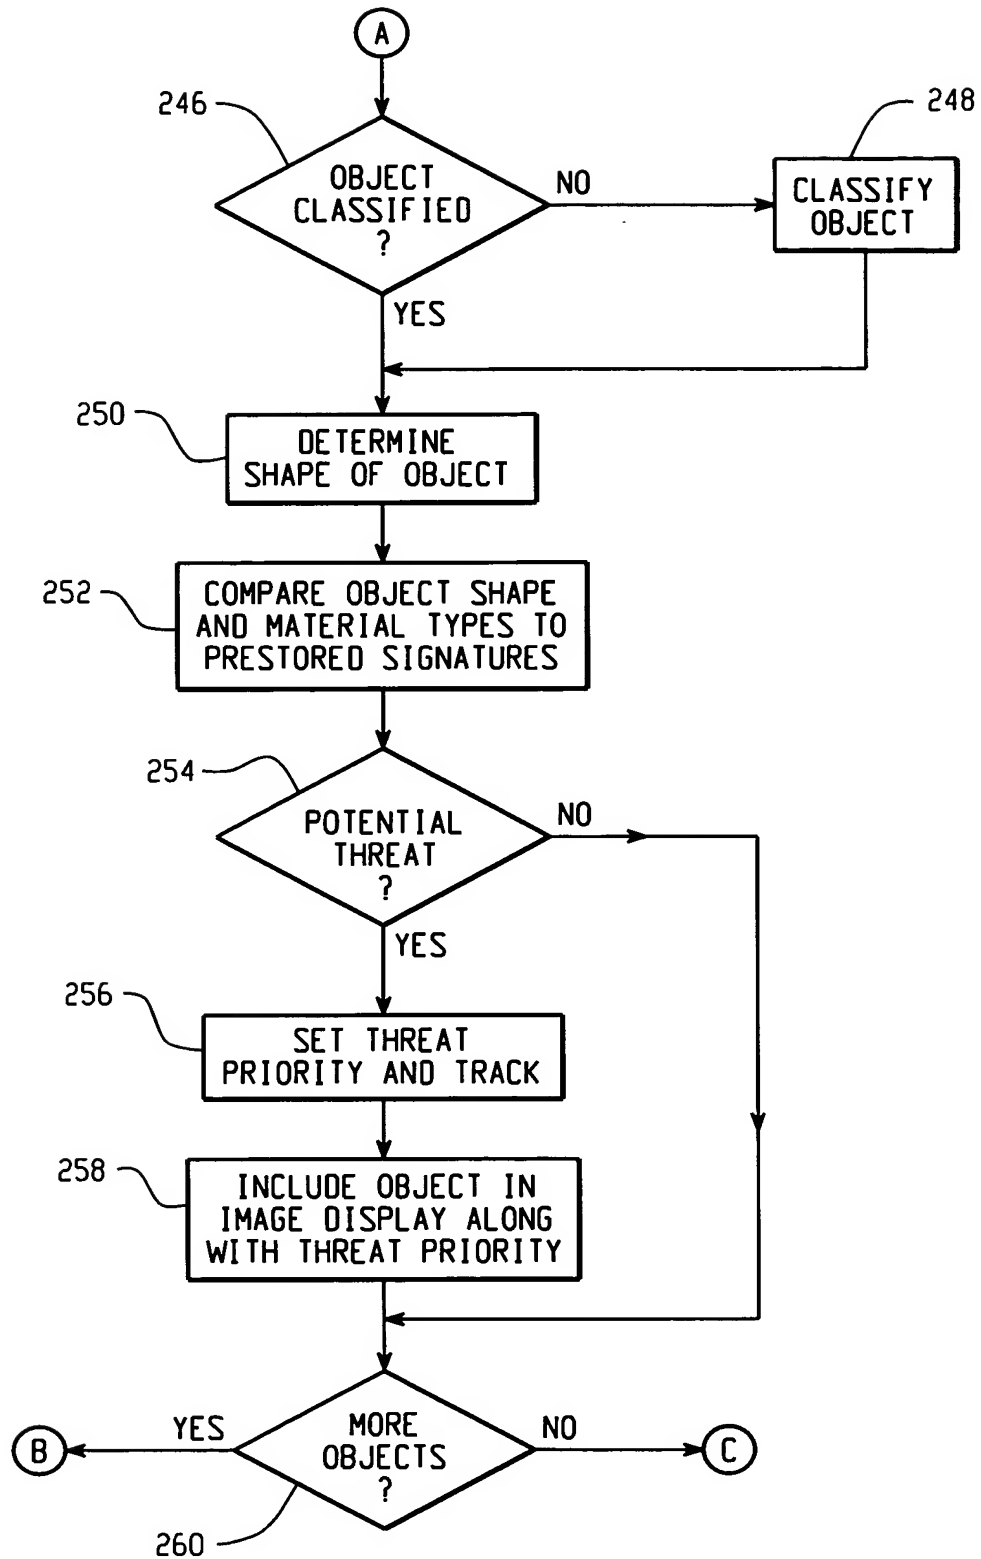 A
246
OBJECT
CLASSIFIED
?
NO
248
CLASSIFY
OBJECT
YES
250
DETERMINE
SHAPE OF OBJECT
252
COMPARE OBJECT SHAPE
AND MATERIAL TYPES TO
PRESTORED SIGNATURES
254
POTENTIAL
THREAT
?
NO
YES
256
SET THREAT
PRIORITY AND TRACK
258
INCLUDE OBJECT IN
IMAGE DISPLAY ALONG
WITH THREAT PRIORITY
B
YES
MORE
OBJECTS
?
NO
C
260